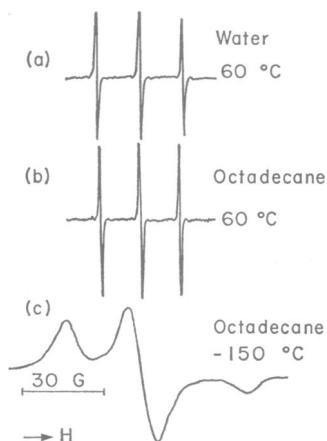 (a)
Water
60 °C
(b)
Octadecane
60 °C
(c)
Octadecane
-150 °C
30 G
→ H